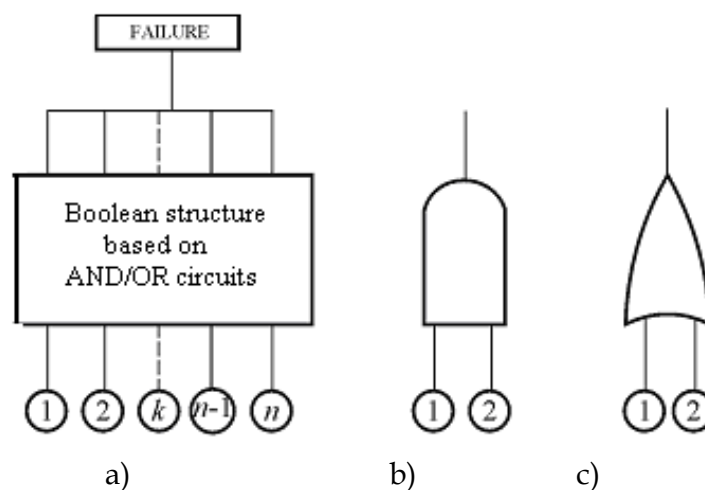 FAILURE
Boolean structure
based on
AND/OR circuits
1 2 k n-1 n
1 2
1 2
a) b) c)